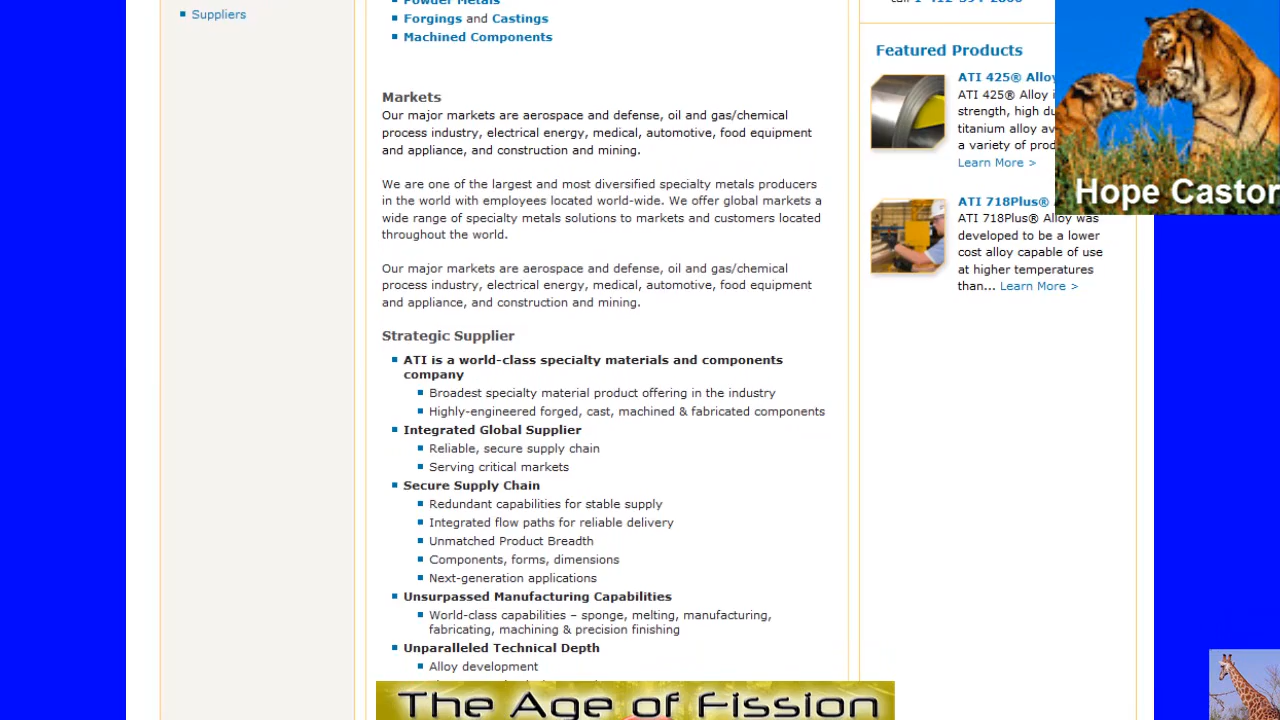 Suppliers
Forgings and Castings
Machined Components
Markets
Our major markets are aerospace and defense, oil and gas/chemical
process industry, electrical energy, medical, automotive, food equipment
and appliance, and construction and mining.
We are one of the largest and most diversified specialty metals producers
in the world with employees located world-wide. We offer global markets a
wide range of specialty metals solutions to markets and customers located
throughout the world.
Our major markets are aerospace and defense, oil and gas/chemical
process industry, electrical energy, medical, automotive, food equipment
and appliance, and construction and mining.
Strategic Supplier
ATI is a world-class specialty materials and components
company
Broadest specialty material product offering in the industry
Highly-engineered forged, cast, machined & fabricated components
Integrated Global Supplier
Reliable, secure supply chain
Serving critical markets
Secure Supply Chain
Redundant capabilities for stable supply
Integrated flow paths for reliable delivery
Unmatched Product Breadth
Components, forms, dimensions
Next-generation applications
Unsurpassed Manufacturing Capabilities
World-class capabilities – sponge, melting, manufacturing,
fabricating, machining & precision finishing
Unparalleled Technical Depth
Alloy development
The Age of Fission
Featured Products
ATI 425® Alloy
ATI 425® Alloy
strength, high
titanium alloy
a variety of
Learn More >
ATI 718Plus®
ATI 718Plus® Alloy was
developed to be a lower
cost alloy capable of use
at higher temperatures
than... Learn More >
Hope Castor